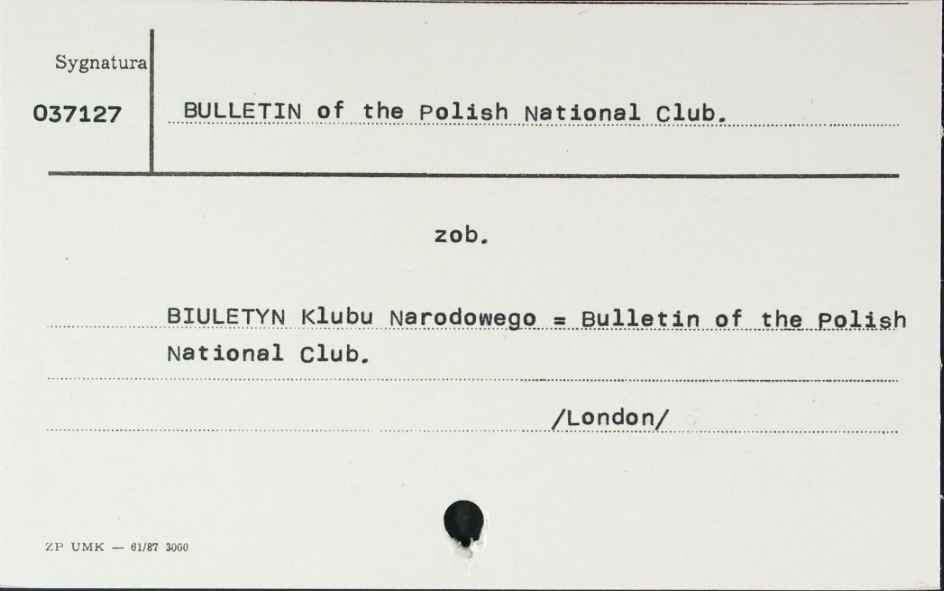 Sygnatura
037127
BULLETIN of the Polish National Club.
zob.
BIULETYN Klubu Narodowego = Bulletin of the Polish
National Club.
/London/
ZP UMK — 61/87 3000